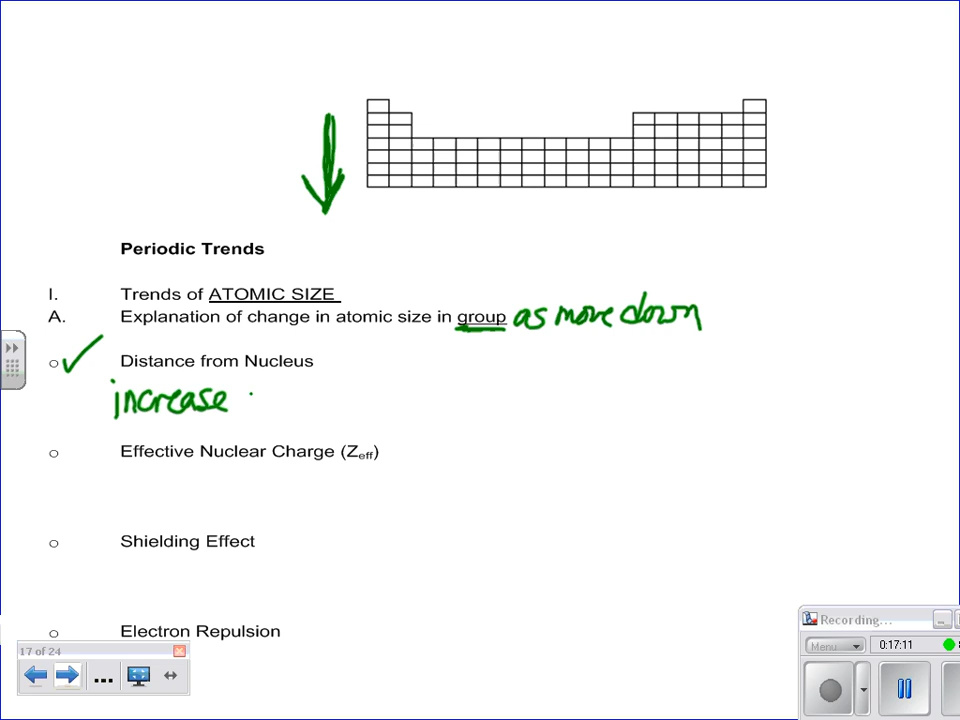 Periodic Trends
I. Trends of ATOMIC SIZE
A. Explanation of change in atomic size in group as move down
o Distance from Nucleus
increase
o Effective Nuclear Charge (Zeff)
o Shielding Effect
o Electron Repulsion
17 of 24
Recording...
Menu
0:17:11